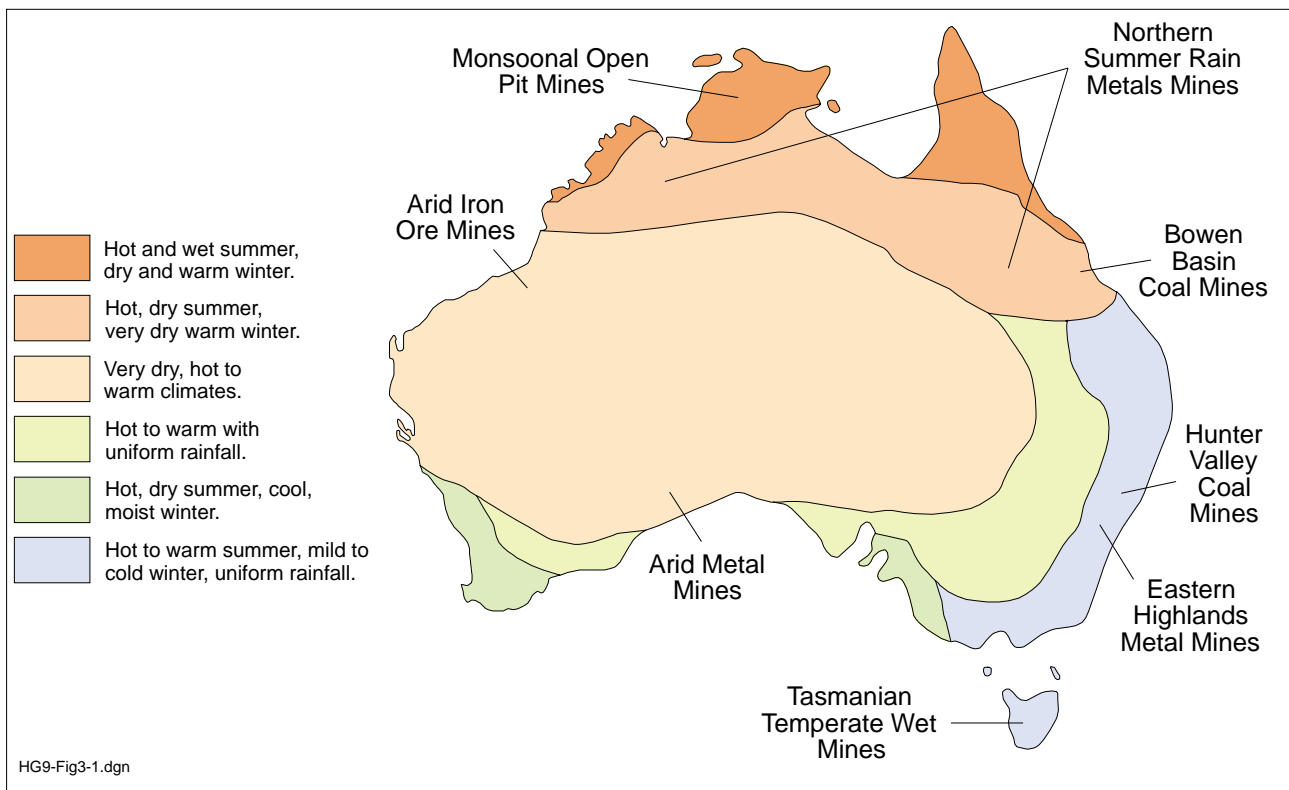 Monsoonal Open
Pit Mines
Northern
Summer Rain
Metals Mines
Arid Iron
Ore Mines
Bowen
Basin
Coal Mines
Hot and wet summer,
dry and warm winter.
Hot, dry summer,
very dry warm winter.
Very dry, hot to
warm climates.
Hot to warm with
uniform rainfall.
Hot, dry summer, cool,
moist winter.
Hot to warm summer, mild to
cold winter, uniform rainfall.
Hunter
Valley
Coal
Mines
Arid Metal
Mines
Eastern
Highlands
Metal Mines
Tasmanian
Temperate Wet
Mines
HG9-Fig3-1.dgn